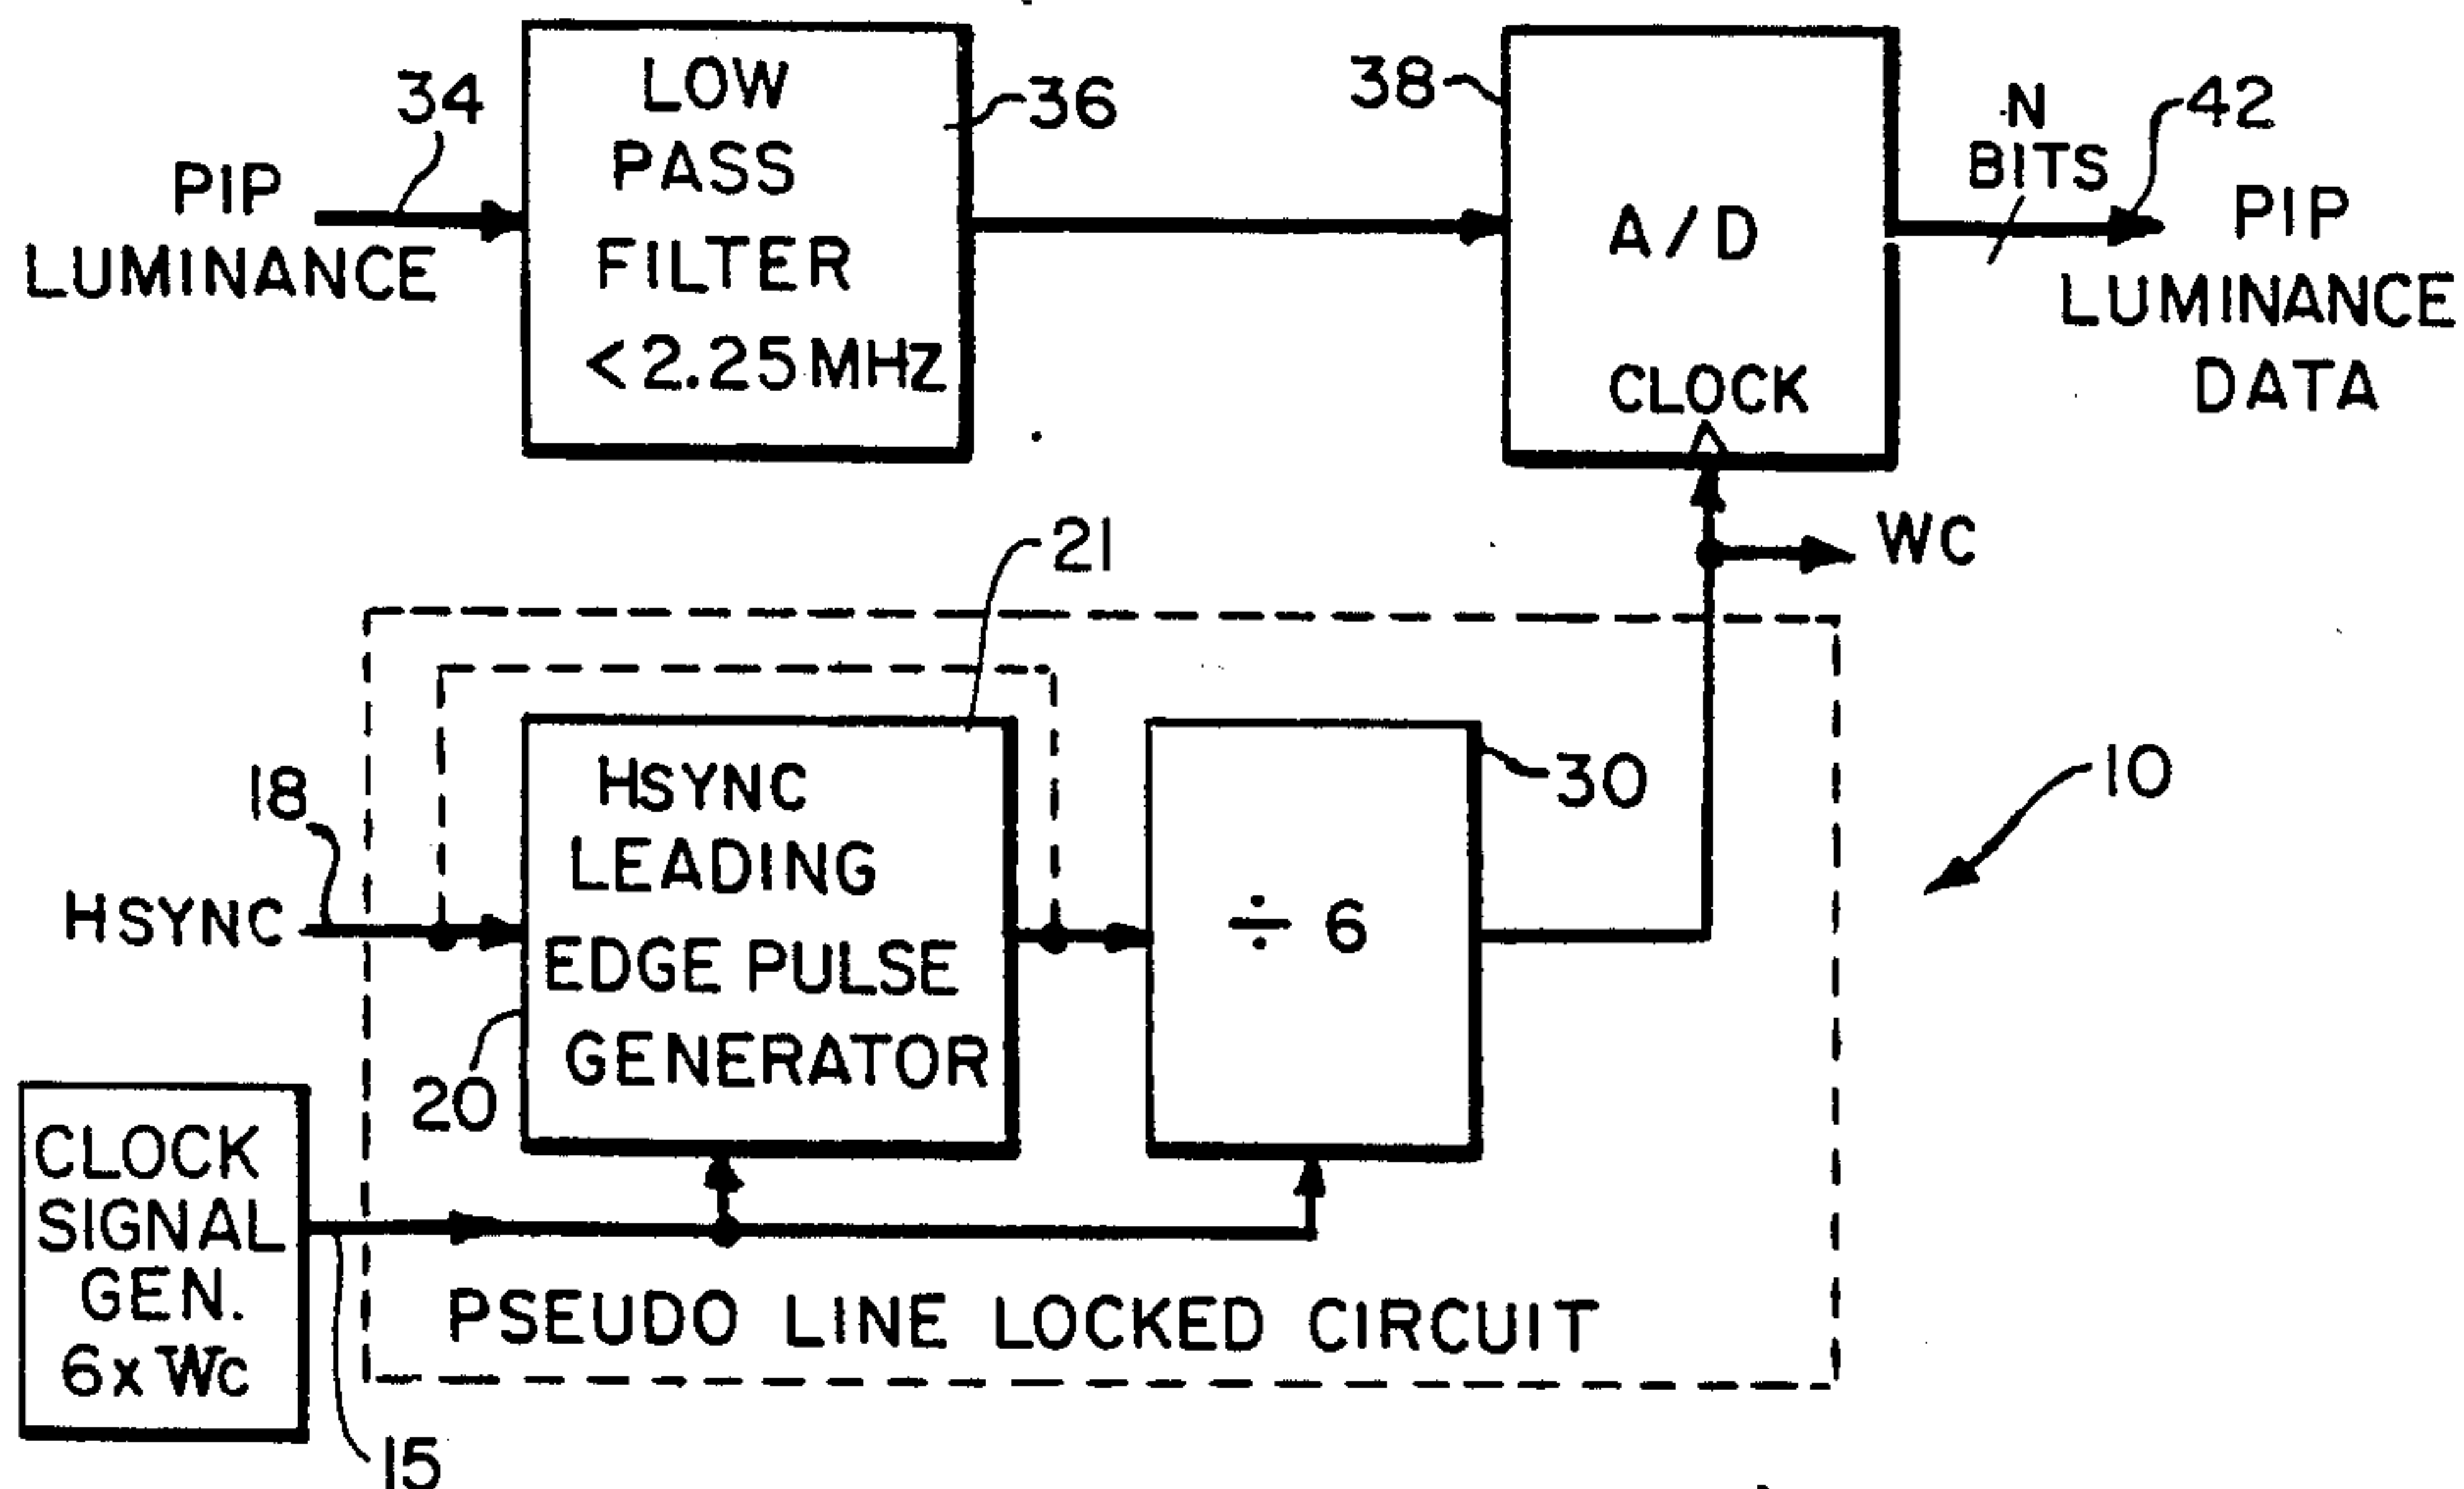 34
PIP
LUMINANCE
LOW
PASS
FILTER
< 2.25 MHZ
36
38
A/D
CLOCK
N
BITS
42
PIP
LUMINANCE
DATA
WC
21
18
HSYNC
HSYNC
LEADING
EDGE PULSE
GENERATOR
20
÷ 6
30
10
CLOCK
SIGNAL
GEN.
6x Wc
15
PSEUDO LINE LOCKED CIRCUIT